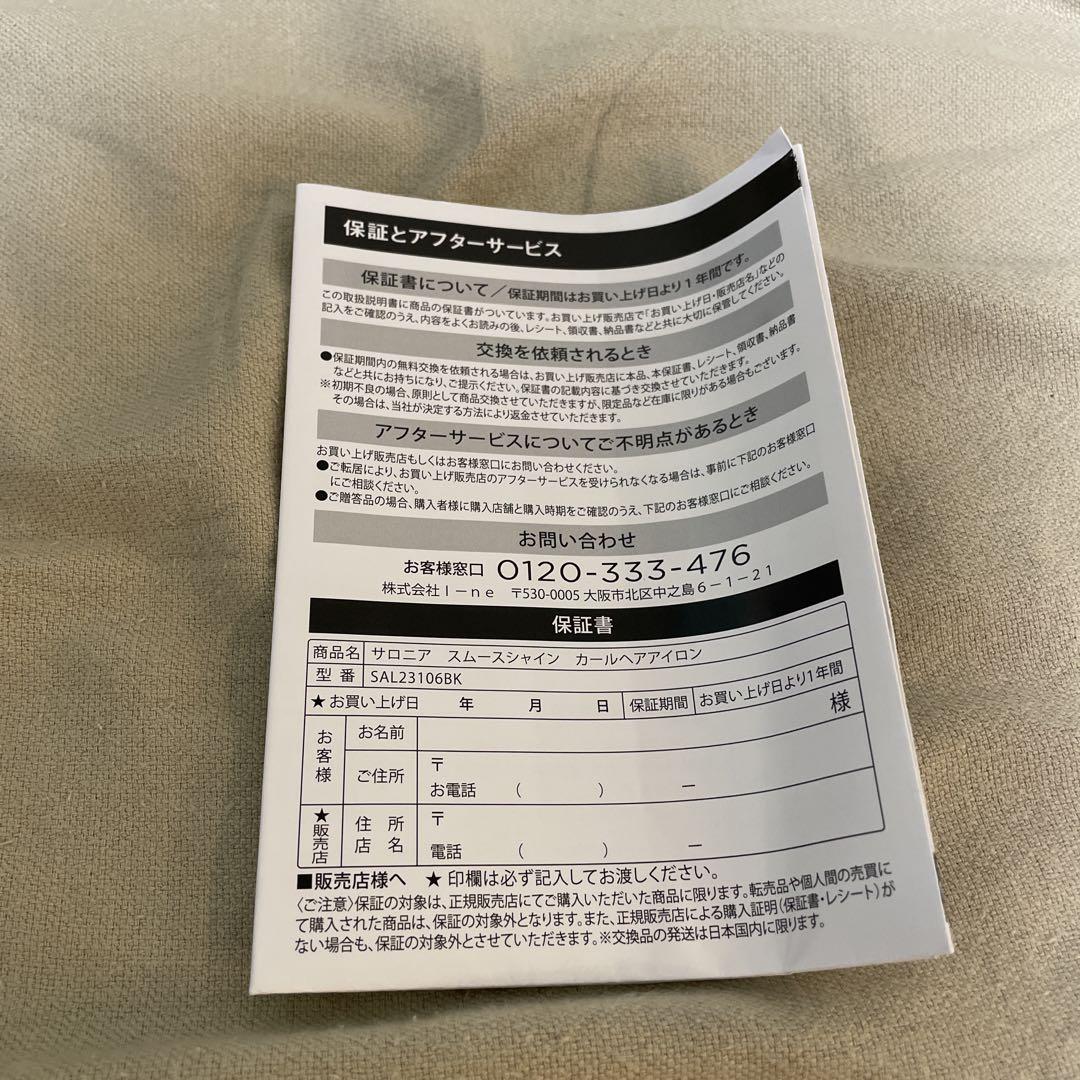 保証とアフターサービス
保証書について／保証期間はお買い上げ日より1年間です。
この取扱説明書に商品の保証書がついています。お買い上げ販売店で「お買い上げ日・販売店名」などの
記入をご確認のうえ、内容をよくお読みの後、レシート、領収書、納品書などと共に大切に保管してください。
交換を依頼されるとき
●保証期間内の無料交換を依頼される場合は、お買い上げ販売店に本品、本保証書、レシート、領収書、納品書
などと共にお持ちになり、ご提示ください。保証書の記載内容に基づき交換させていただきます。
※初期不良の場合、原則として商品交換させていただきますが、限定品など在庫に限りがある場合もございます。
その場合は、当社が決定する方法により返金させていただきます。
アフターサービスについてご不明点があるとき
お買い上げ販売店もしくはお客様窓口にお問い合わせください。
●ご転居により、お買い上げ販売店のアフターサービスを受けられなくなる場合は、事前に下記のお客様窓口
にご相談ください。
●ご贈答品の場合、購入者様に購入店舗と購入時期をご確認のうえ、下記のお客様窓口にご相談ください。
お問い合わせ
お客様窓口 0120-333-476
株式会社I－ne 〒530-0005 大阪市北区中之島6－1－21
保証書
商品名 サロニア スムースシャイン カールヘアアイロン
型番 SAL23106BK
★お買い上げ日 年 月 日 保証期間 お買い上げ日より1年間
お客様 お名前 様
ご住所 〒
お電話 （ ） －
★販売店 住所 店名 〒
電話 （ ） －
■販売店様へ ★印欄は必ず記入してお渡しください。
〈ご注意〉保証の対象は、正規販売店にてご購入いただいた商品に限ります。転売品や個人間の売買に
て購入された商品は、保証の対象外となります。また、正規販売店による購入証明（保証書・レシート）が
ない場合も、保証の対象外とさせていただきます。※交換品の発送は日本国内に限ります。